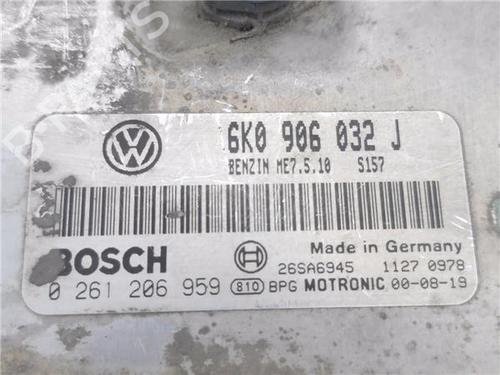 6K0 906 032 J
BENZIN ME7.5.10 S157
BOSCH
Made in Germany
26SA6945 1127 0978
0 261 206 959 810 BPG MOTRONIC 00-08-19